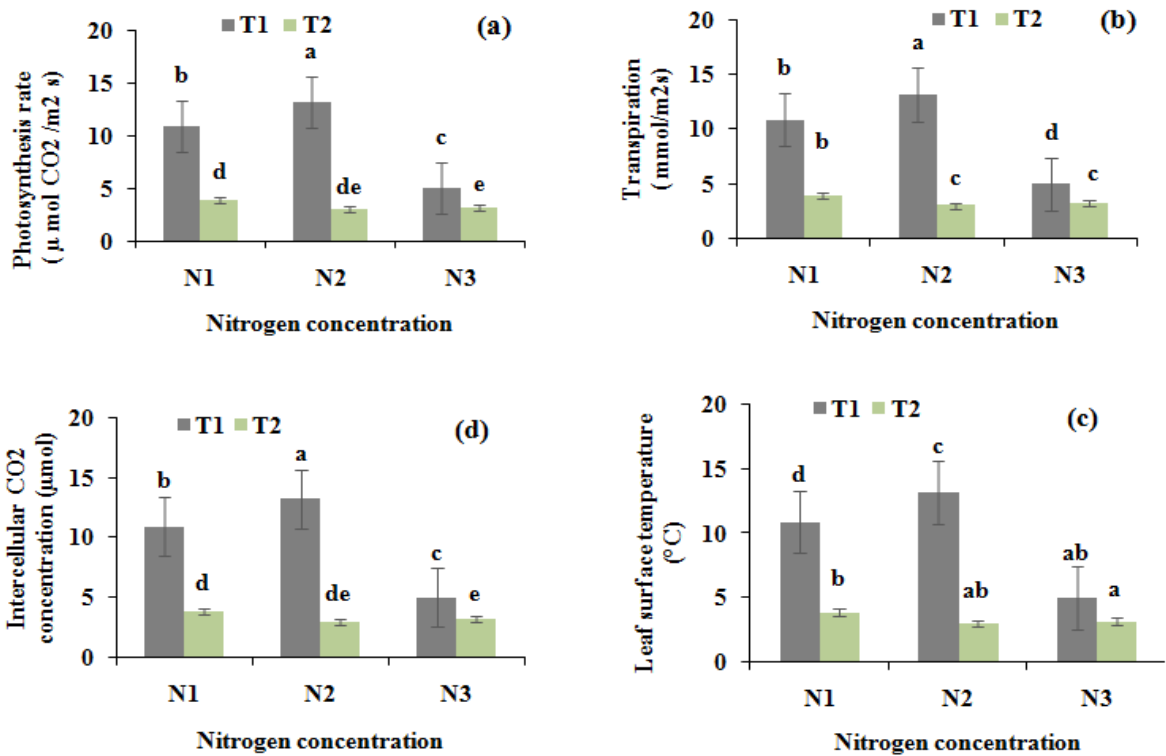 T1 T2
(a)
Photosynthesis rate
( μ mol CO2 /m2 s)
20
15
10
5
0
b
d
a
de
c
e
N1 N2 N3
Nitrogen concentration
T1 T2
(b)
Transpiration
( mmol/m2s)
20
15
10
5
0
b
b
a
c
d
c
N1 N2 N3
Nitrogen concentration
T1 T2
(d)
Intercellular CO2
concentration (μmol)
20
15
10
5
0
b
d
a
de
c
e
N1 N2 N3
Nitrogen concentration
T1 T2
(c)
Leaf surface temperature
(°C)
20
15
10
5
0
d
b
c
ab
ab
a
N1 N2 N3
Nitrogen concentration